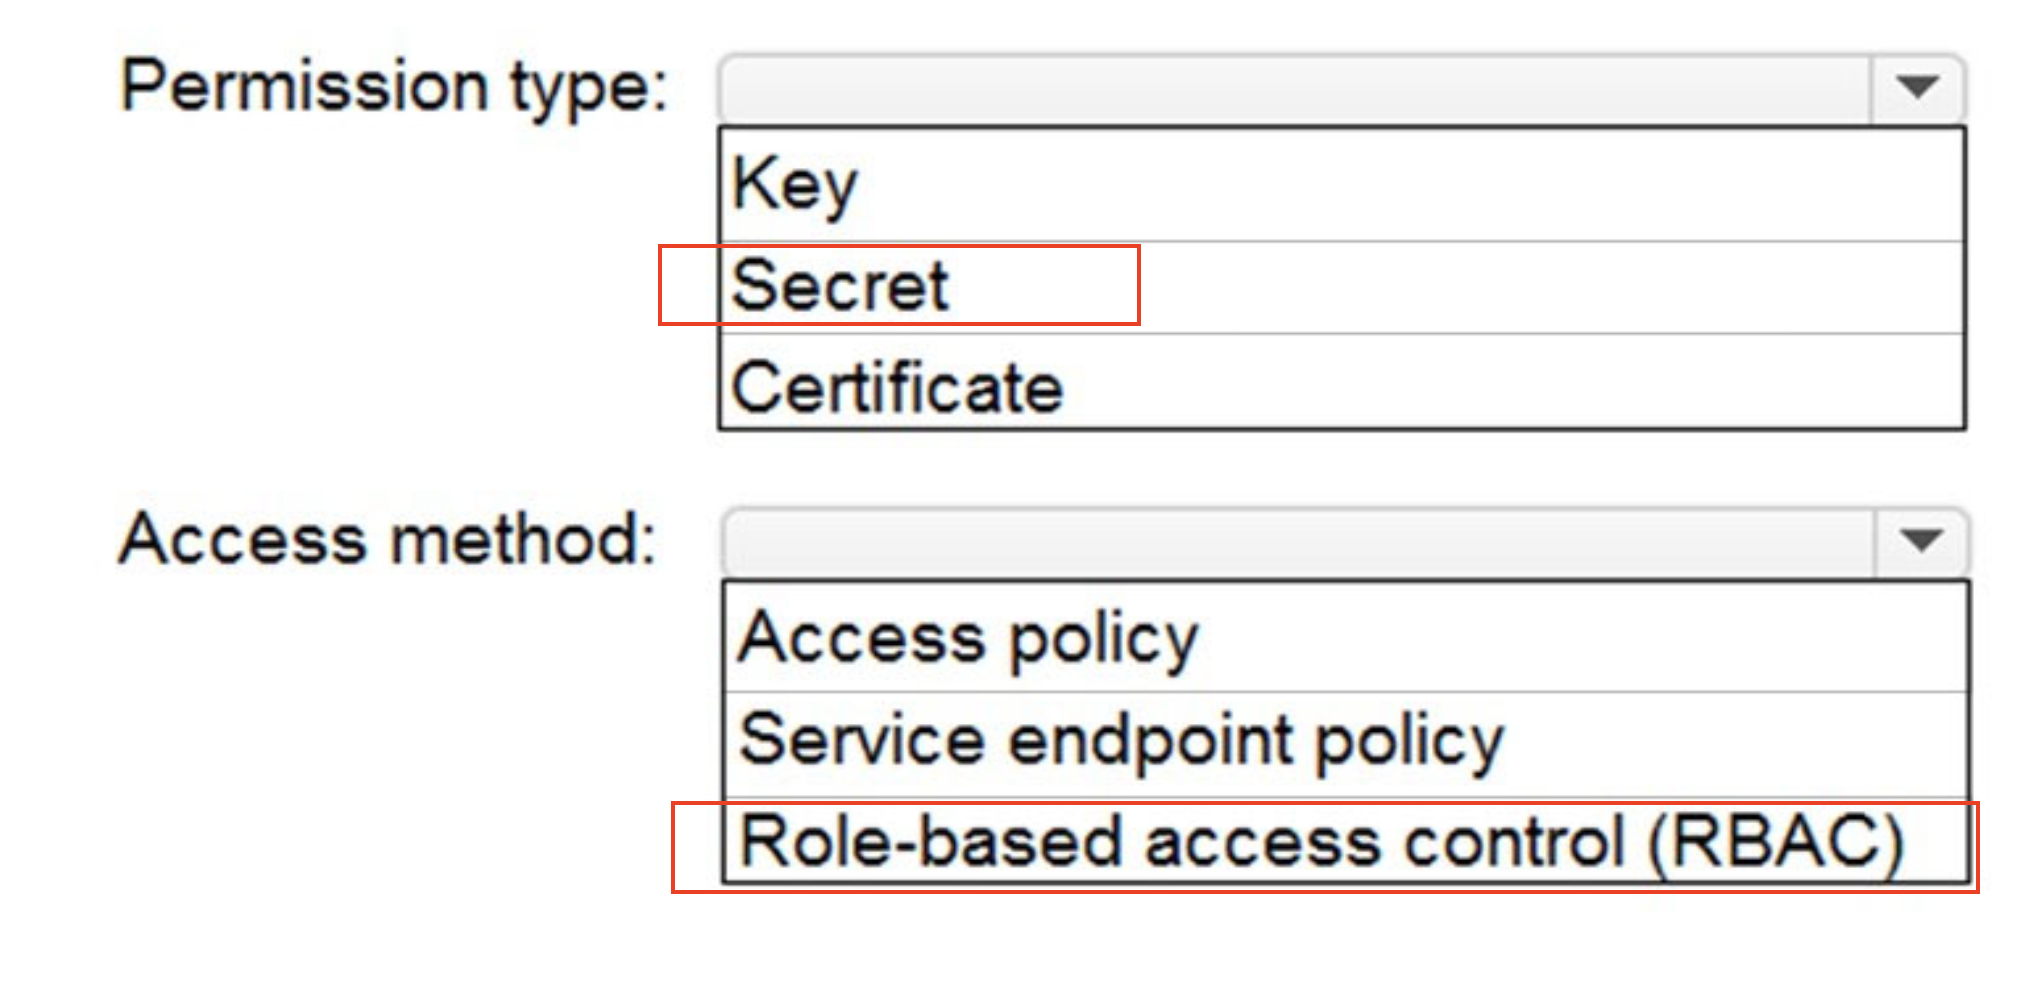 Permission type:
Key
Secret
Certificate
Access method:
Access policy
Service endpoint policy
Role-based access control (RBAC)